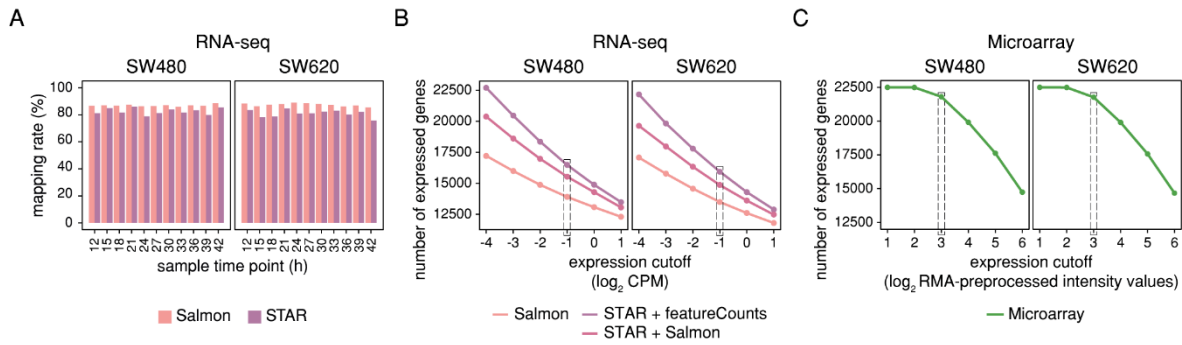 A
RNA-seq
SW480 SW620
mapping rate (%)
100
80
60
40
20
0
12 15 18 21 24 27 30 33 36 39 42 12 15 18 21 24 27 30 33 36 39 42
sample time point (h)
Salmon STAR
B
RNA-seq
SW480 SW620
number of expressed genes
22500
20000
17500
15000
12500
-4 -3 -2 -1 0 1 -4 -3 -2 -1 0 1
expression cutoff
(log2 CPM)
Salmon STAR + featureCounts
STAR + Salmon
C
Microarray
SW480 SW620
number of expressed genes
22500
20000
17500
15000
12500
1 2 3 4 5 6 1 2 3 4 5 6
expression cutoff
(log2 RMA-preprocessed intensity values)
Microarray